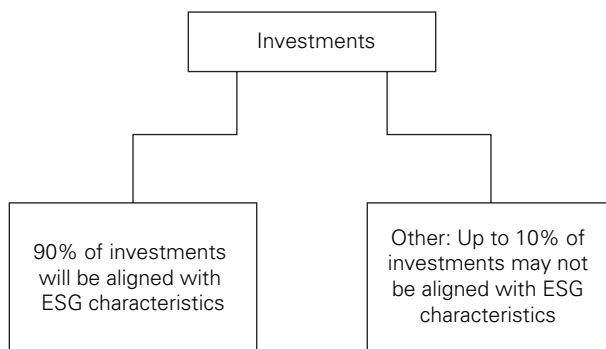 Investments
90% of investments
will be aligned with
ESG characteristics
Other: Up to 10% of
investments may not
be aligned with ESG
characteristics